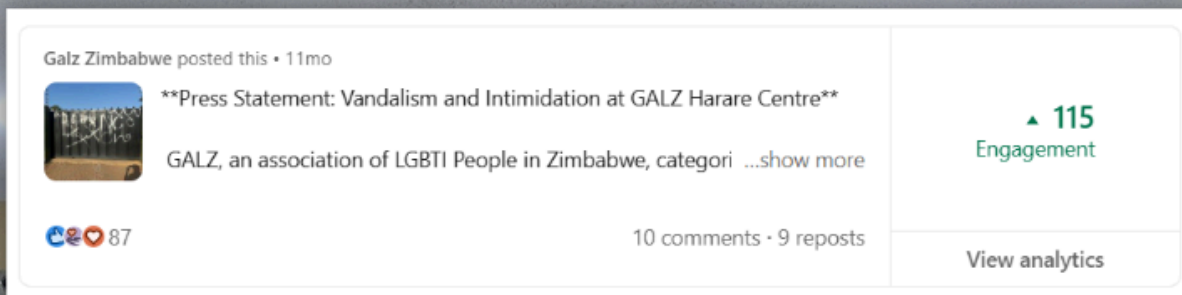 Galz Zimbabwe posted this • 11mo
**Press Statement: Vandalism and Intimidation at GALZ Harare Centre**
GALZ, an association of LGBTI People in Zimbabwe, categori ...show more
87
10 comments · 9 reposts
▲ 115
Engagement
View analytics